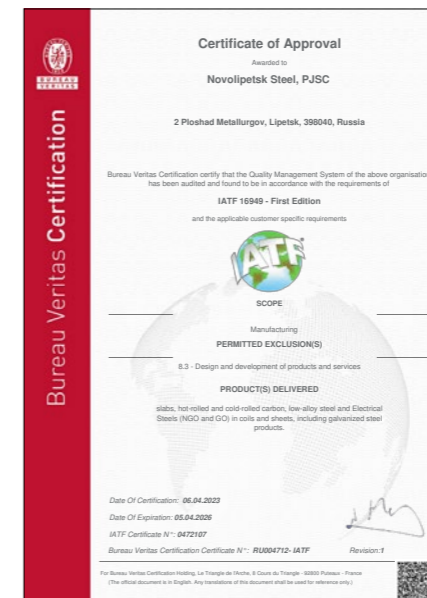 BUREAU
VERITAS
Bureau Veritas Certification
Certificate of Approval
Awarded to
Novolipetsk Steel, PJSC
2 Ploshad Metallurgov, Lipetsk, 398040, Russia
Bureau Veritas Certification certify that the Quality Management System of the above organisation
has been audited and found to be in accordance with the requirements of
IATF 16949 - First Edition
and the applicable customer specific requirements
IATF
SCOPE
Manufacturing
PERMITTED EXCLUSION(S)
8.3 - Design and development of products and services
PRODUCT(S) DELIVERED
slabs, hot-rolled and cold-rolled carbon, low-alloy steel and Electrical
Steels (NGO and GO) in coils and sheets, including galvanized steel
products.
Date Of Certification: 06.04.2023
Date Of Expiration: 05.04.2026
IATF Certificate N°: 0472107
Bureau Veritas Certification Certificate N°: RU004712- IATF Revision:1
For Bureau Veritas Certification Holding, Le Triangle de l'Arche, 8 Cours du Triangle - 92800 Puteaux - France
(The official document is in English. Any translations of this document shall be used for reference only.)